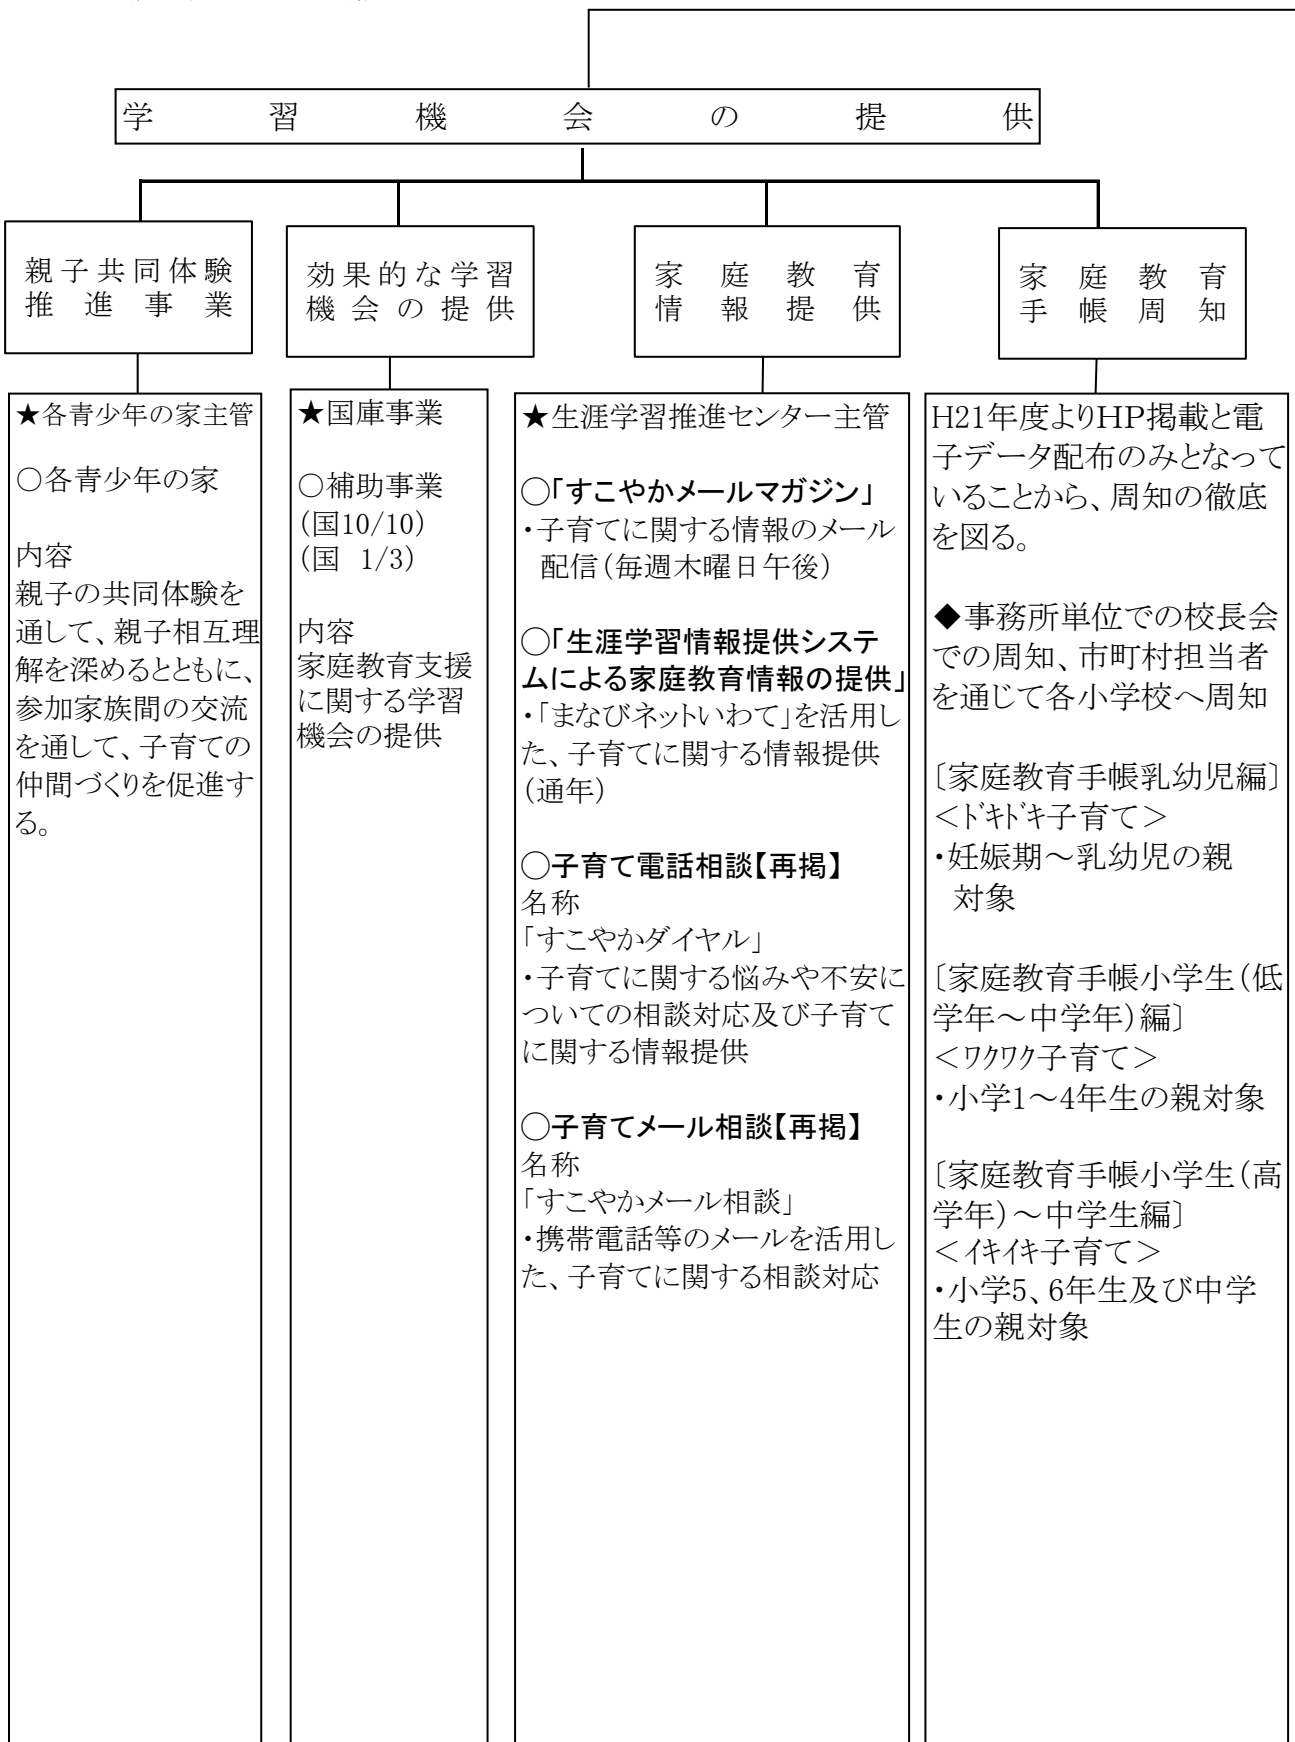 学習機会の提供
親子共同体験
推進事業
★各青少年の家主管
○各青少年の家
内容
親子の共同体験を
通して、親子相互理
解を深めるとともに、
参加家族間の交流
を通して、子育ての
仲間づくりを促進す
る。
効果的な学習
機会の提供
★国庫事業
○補助事業
(国10/10)
(国 1/3)
内容
家庭教育支援
に関する学習
機会の提供
家庭教育
情報提供
★生涯学習推進センター主管
○「すこやかメールマガジン」
・子育てに関する情報のメール
配信(毎週木曜日午後)
○「生涯学習情報提供システ
ムによる家庭教育情報の提供」
・「まなびネットいわて」を活用し
た、子育てに関する情報提供
(通年)
○子育て電話相談【再掲】
名称
「すこやかダイヤル」
・子育てに関する悩みや不安に
ついての相談対応及び子育て
に関する情報提供
○子育てメール相談【再掲】
名称
「すこやかメール相談」
・携帯電話等のメールを活用し
た、子育てに関する相談対応
家庭教育
手帳周知
H21年度よりHP掲載と電
子データ配布のみとなって
いることから、周知の徹底
を図る。
◆事務所単位での校長会
での周知、市町村担当者
を通じて各小学校へ周知
〔家庭教育手帳乳幼児編〕
＜ﾄﾞｷﾄﾞｷ子育て＞
・妊娠期～乳幼児の親
対象
〔家庭教育手帳小学生(低
学年～中学年)編〕
＜ﾜｸﾜｸ子育て＞
・小学1～4年生の親対象
〔家庭教育手帳小学生(高
学年)～中学生編〕
＜ｲｷｲｷ子育て＞
・小学5、6年生及び中学
生の親対象